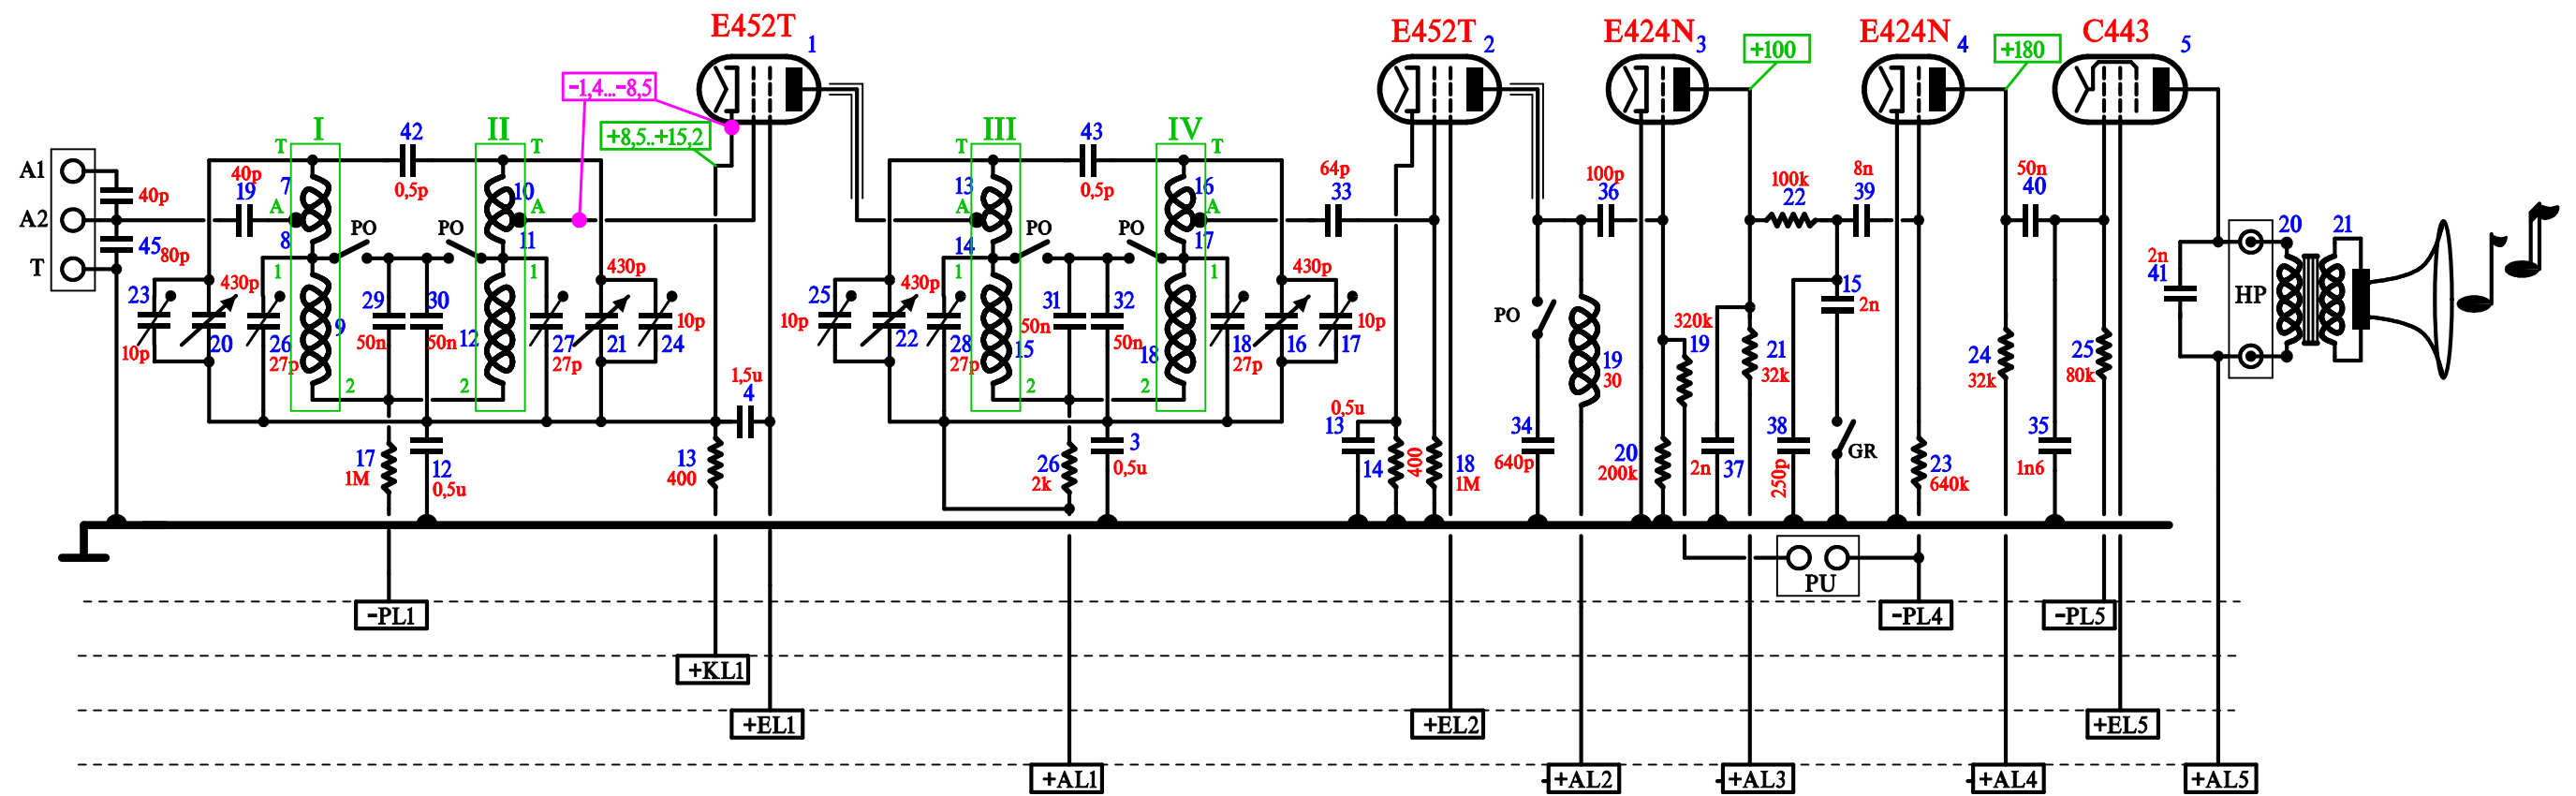 E452T 1
E452T 2
E424N 3
E424N 4
C443 5
+100
+180
-1,4...-8,5
+8,5..+15,2
I
II
III
IV
42
0,5p
43
0,5p
A1
A2
T
40p
45 80p
40p
19
T
7
A
8
1
9
2
PO
PO
T
10
A
11
1
12
2
23
10p
430p
20
26
27p
29
50n
30
50n
27
27p
430p
21
24
10p
1,5u
4
17
1M
12
0,5u
13
400
T
13
A
14
1
15
2
PO
PO
T
16
A
17
1
18
2
25
10p
430p
22
28
27p
31
50n
32
50n
18
27p
430p
16
17
10p
26
2k
3
0,5u
64p
33
0,5u
13
14
400
18
1M
100p
36
PO
19
30
34
640p
320k
19
20
200k
100k
22
8n
39
21
32k
2n
37
15
2n
38
250p
GR
23
640k
50n
40
24
32k
25
80k
35
1n6
2n
41
HP
20
21
PU
-PL1
-PL4
-PL5
+KL1
+EL1
+EL2
+EL5
+AL1
+AL2
+AL3
+AL4
+AL5